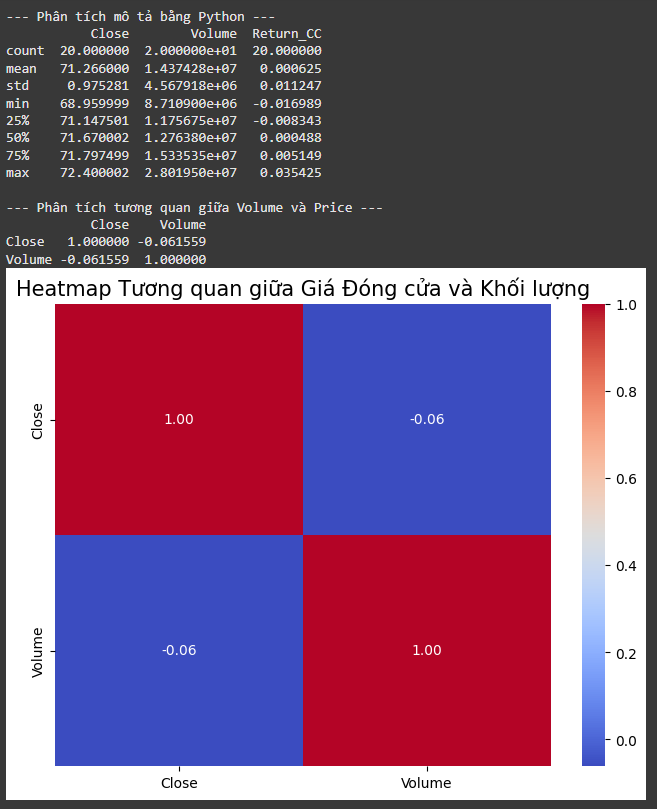 --- Phân tích mô tả bằng Python ---
           Close        Volume  Return_CC
count  20.000000  2.000000e+01  20.000000
mean   71.266000  1.437428e+07   0.000625
std     0.975281  4.567918e+06   0.011247
min    68.959999  8.710900e+06  -0.016989
25%    71.147501  1.175675e+07  -0.008343
50%    71.670002  1.276380e+07   0.000488
75%    71.797499  1.533535e+07   0.005149
max    72.400002  2.801950e+07   0.035425
--- Phân tích tương quan giữa Volume và Price ---
           Close    Volume
Close   1.000000 -0.061559
Volume -0.061559  1.000000
Heatmap Tương quan giữa Giá Đóng cửa và Khối lượng
Close
1.00
-0.06
Volume
-0.06
1.00
Close
Volume
1.0
0.8
0.6
0.4
0.2
0.0